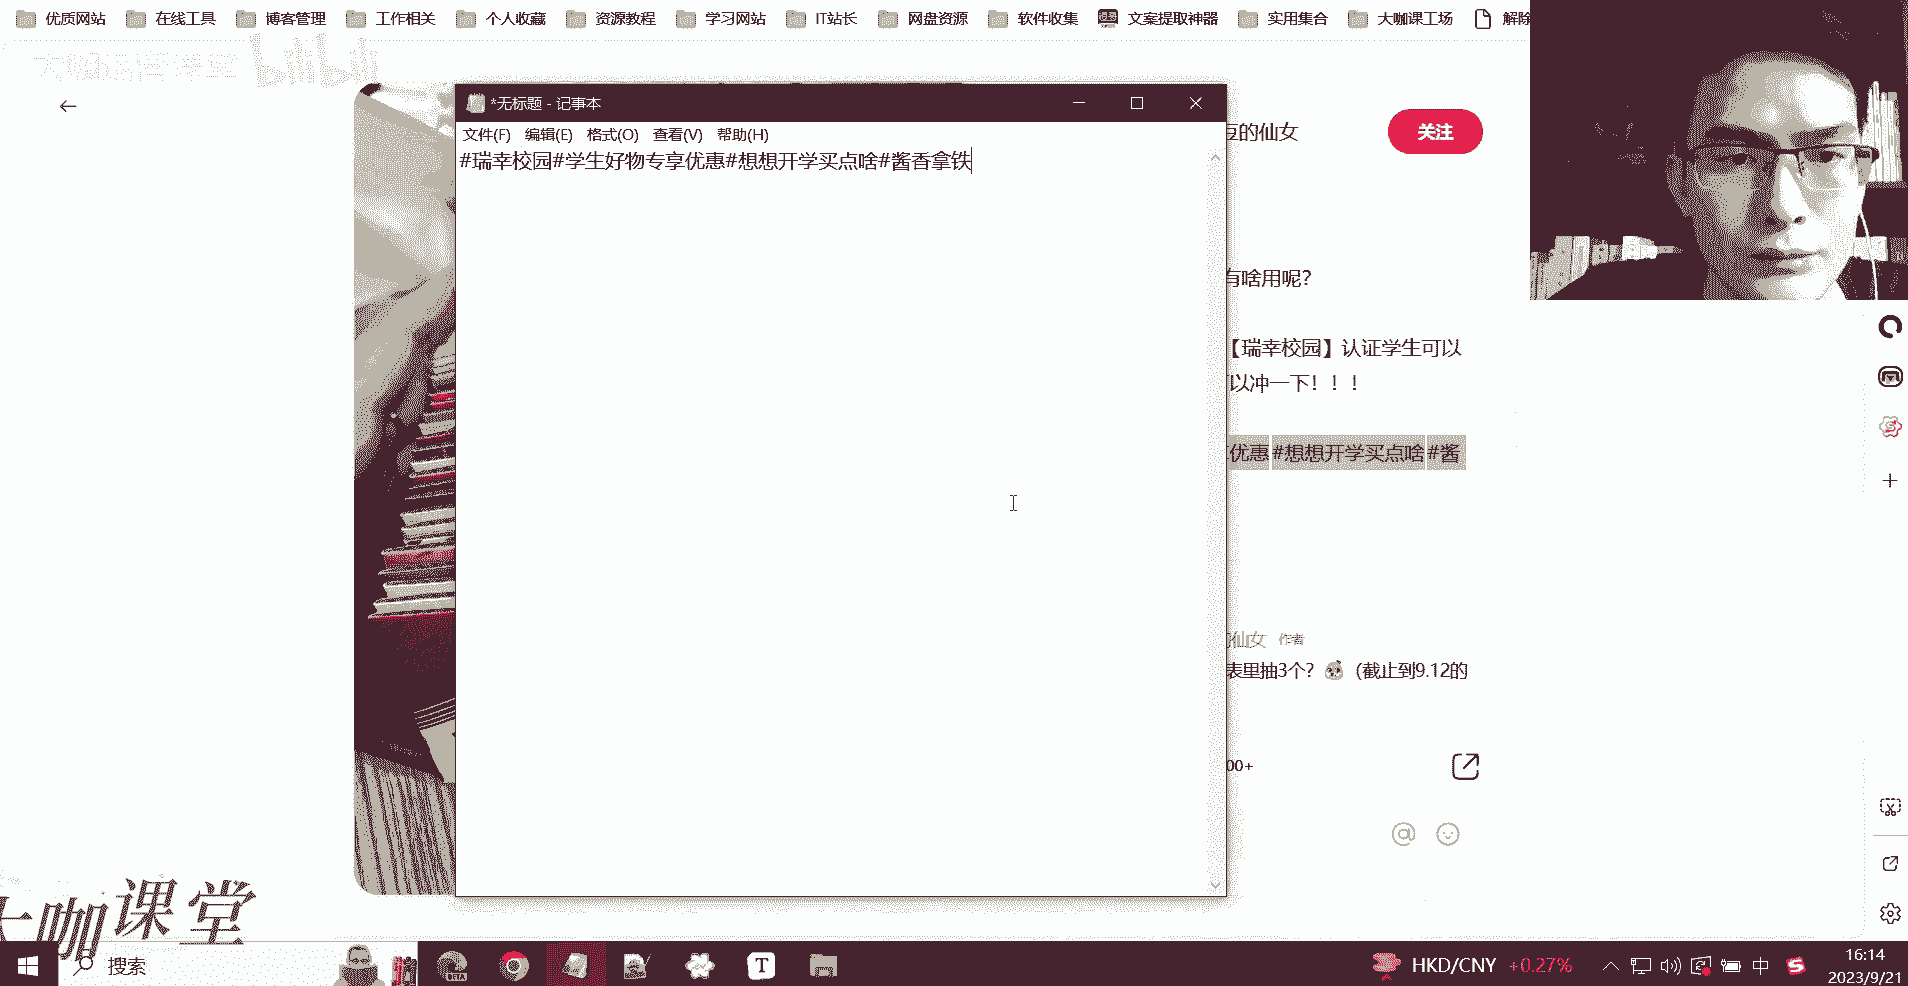 优质网站 在线工具 博客管理 工作相关 个人收藏 资源教程 学习网站 IT站长 网盘资源 软件收集 文案提取神器 实用集合 大咖课工场 解除
bilibili
*无标题 - 记事本
文件(F) 编辑(E) 格式(O) 查看(V) 帮助(H)
#瑞幸校园#学生好物专享优惠#想想开学买点啥#酱香拿铁
豆的仙女
关注
有啥用呢？
【瑞幸校园】认证学生可以
以冲一下！！！
优惠 #想想开学买点啥 #酱
仙女 作者
表里抽3个？ （截止到9.12的
00+
大咖课堂
搜索
BETA
T
HKD/CNY +0.27%
中
16:14
2023/9/21